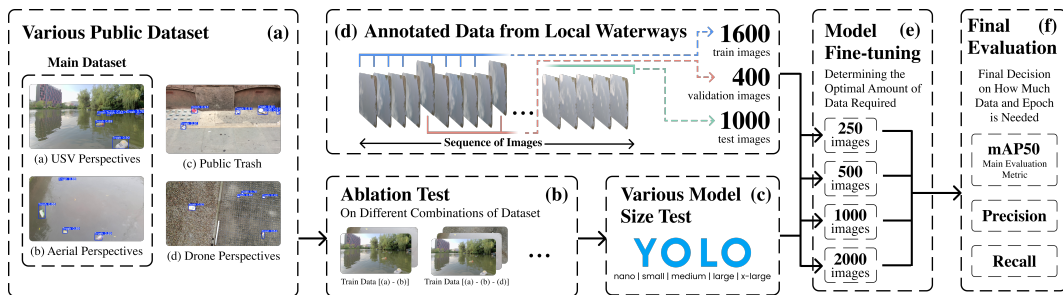 Various Public Dataset (a)
Main Dataset
(a) USV Perspectives
(c) Public Trash
(b) Aerial Perspectives
(d) Drone Perspectives
(d) Annotated Data from Local Waterways
1600
train images
400
validation images
1000
test images
...
Sequence of Images
Ablation Test (b)
On Different Combinations of Dataset
...
Train Data [(a) - (b)]
Train Data [(a) - (b) - (d)]
Various Model (c)
Size Test
YOLO
nano | small | medium | large | x-large
Model (e)
Fine-tuning
Determining the
Optimal Amount of
Data Required
250
images
500
images
1000
images
2000
images
Final (f)
Evaluation
Final Decision
on How Much
Data and Epoch
is Needed
mAP50
Main Evaluation
Metric
Precision
Recall